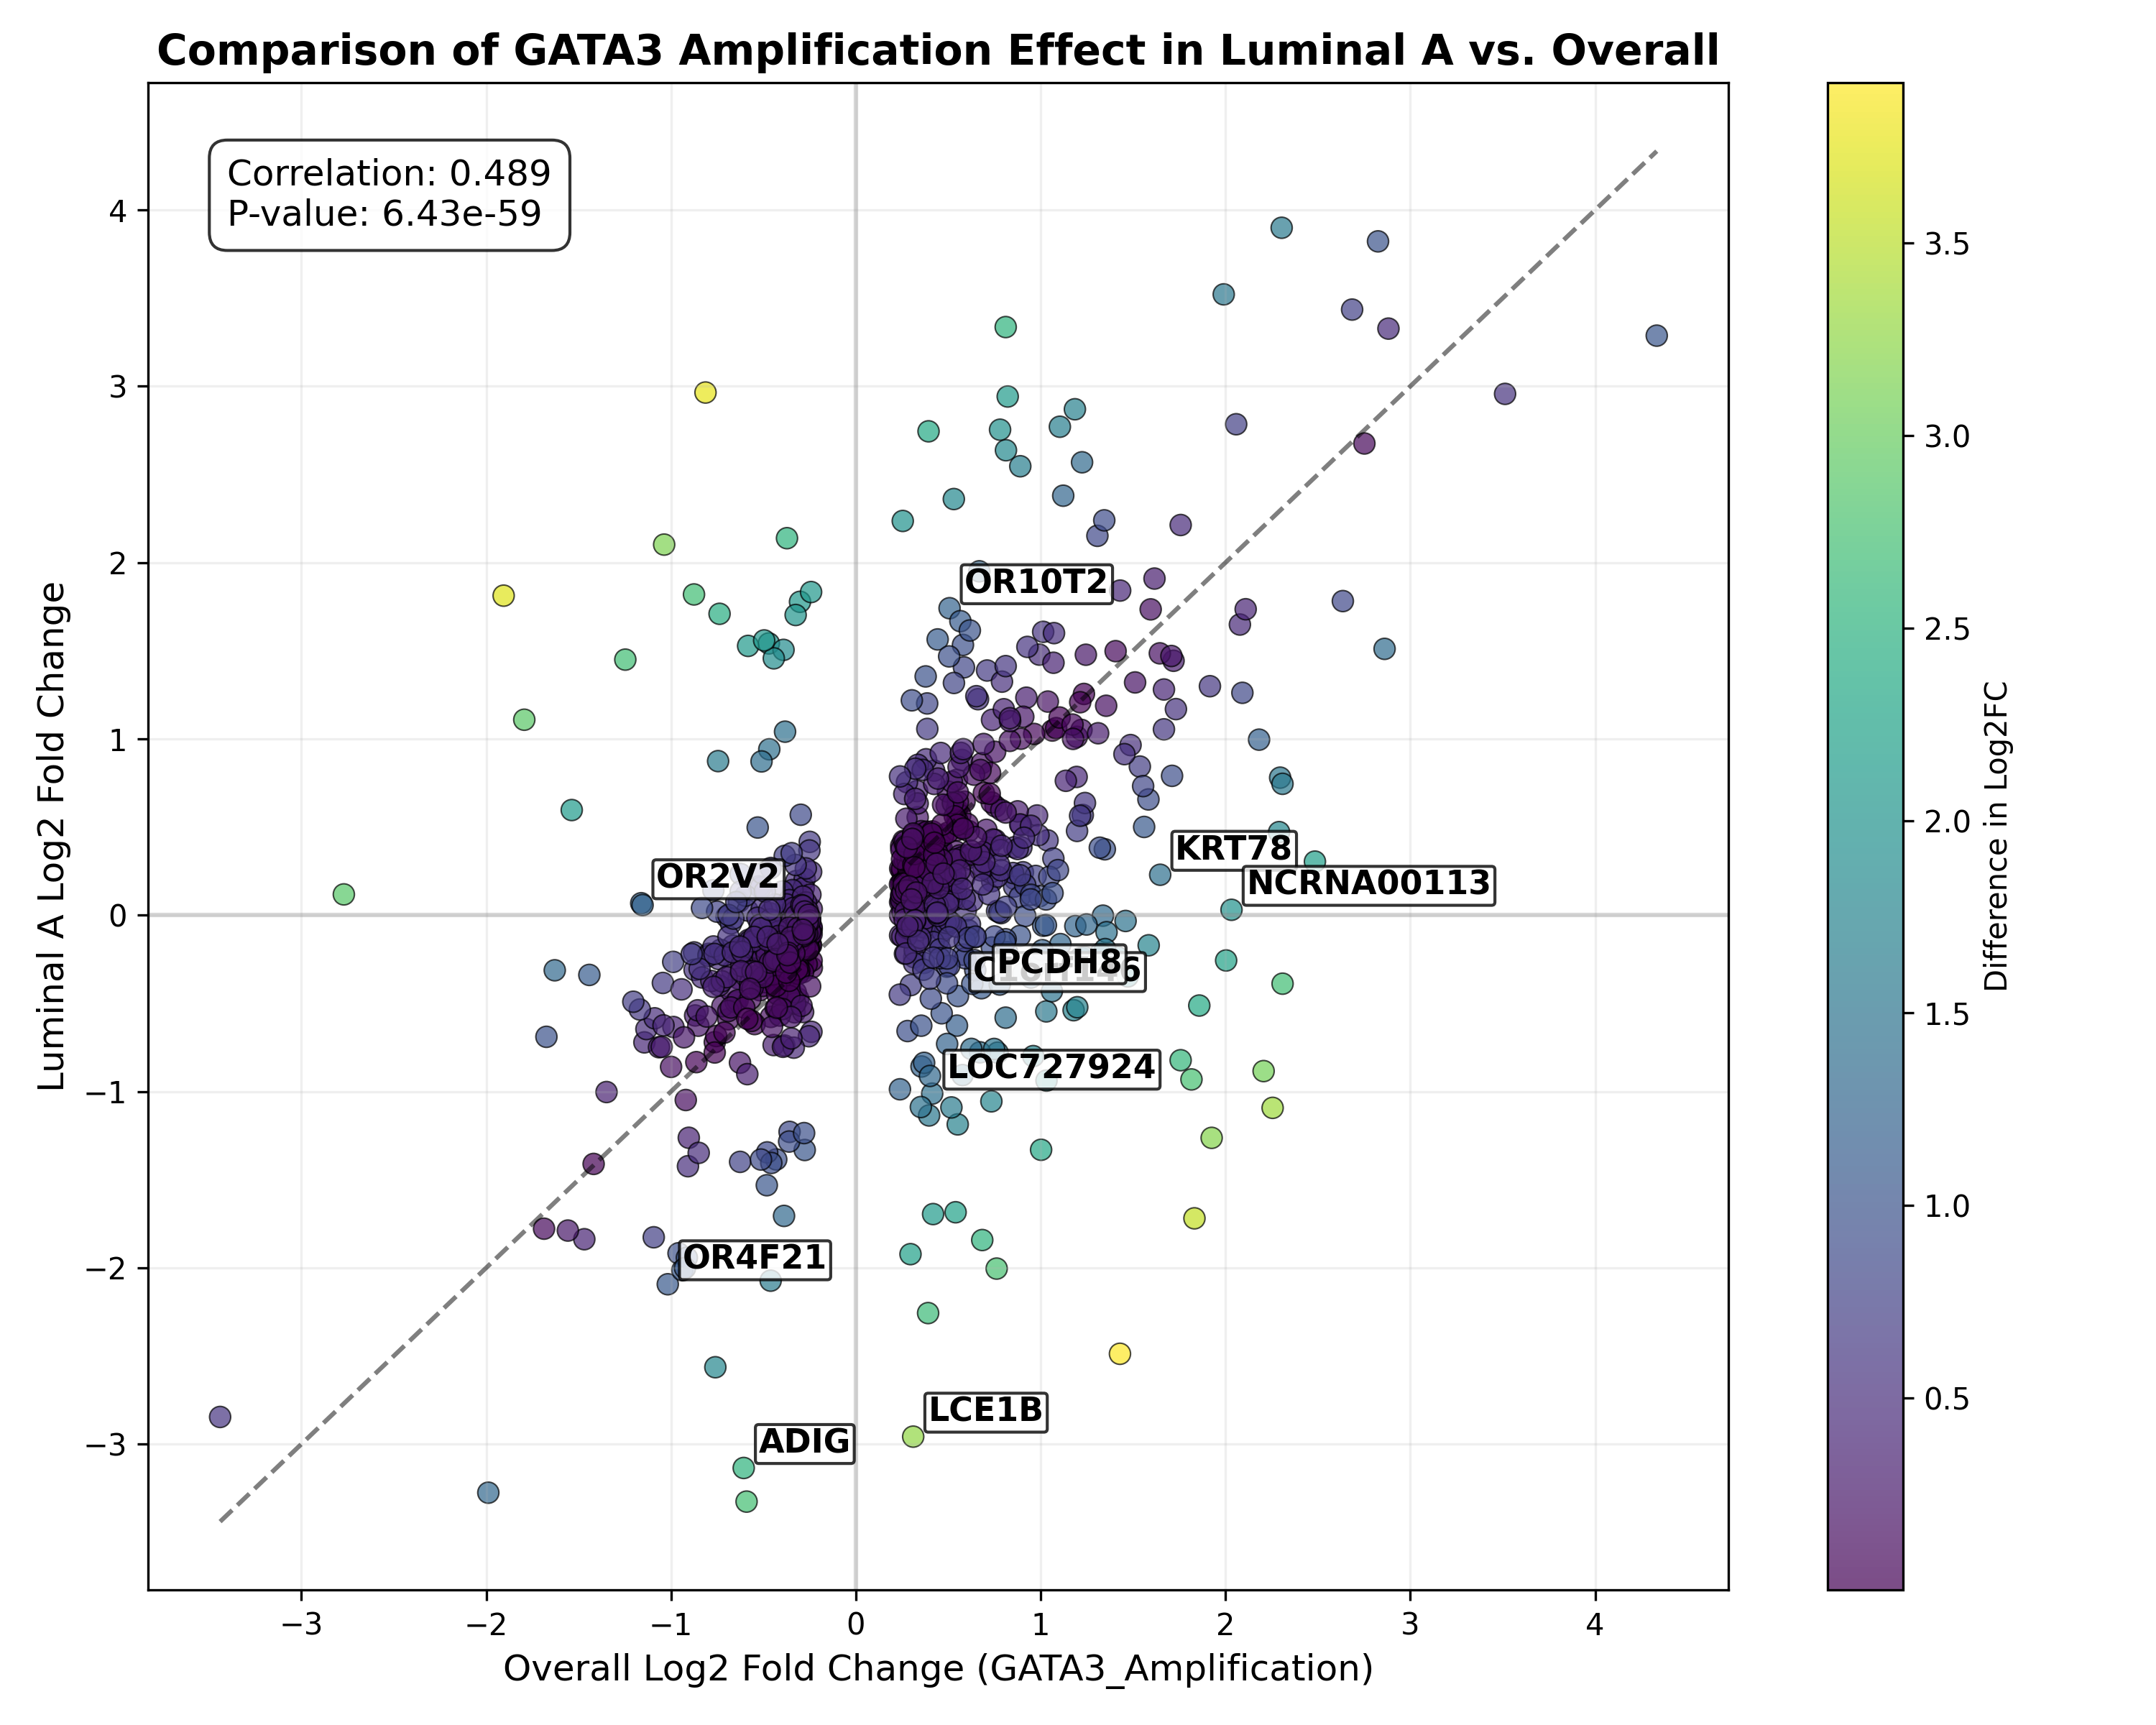 Comparison of GATA3 Amplification Effect in Luminal A vs. Overall
Correlation: 0.489
P-value: 6.43e-59
Luminal A Log2 Fold Change
4
3
2
1
0
−1
−2
−3
OR10T2
KRT78
OR2V2
NCRNA00113
PCDH8
LOC727924
OR4F21
LCE1B
ADIG
−3
−2
−1
0
1
2
3
4
Overall Log2 Fold Change (GATA3_Amplification)
3.5
3.0
2.5
2.0
1.5
1.0
0.5
Difference in Log2FC